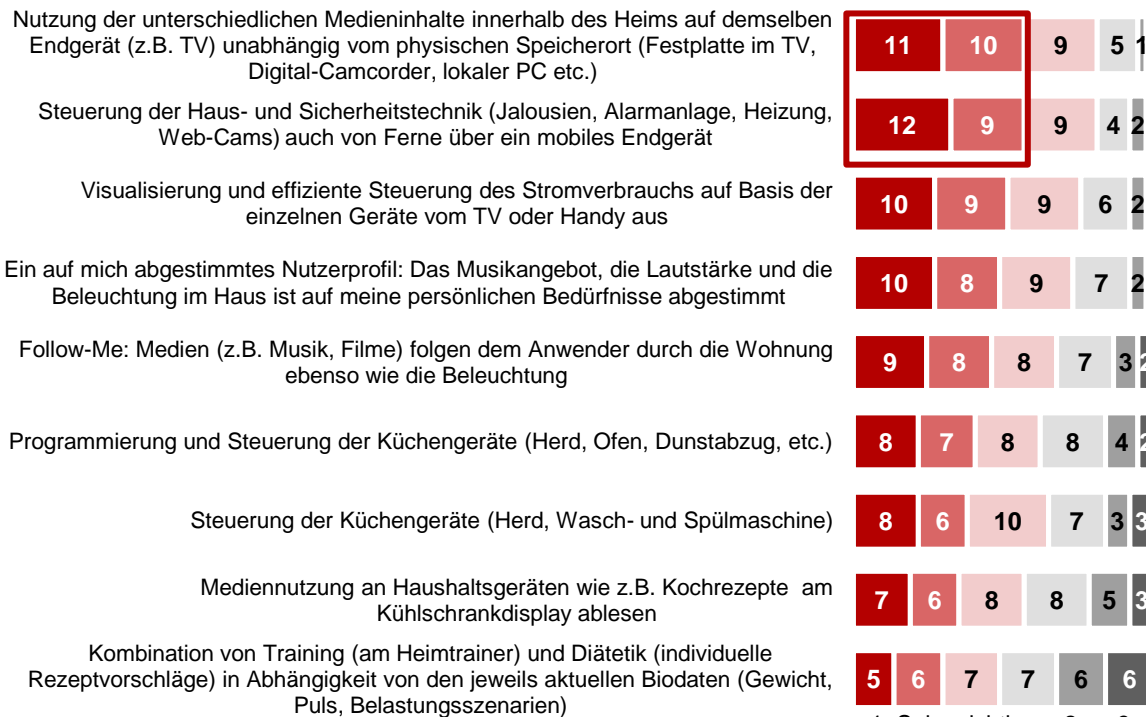 Nutzung der unterschiedlichen Medieninhalte innerhalb des Heims auf demselben
Endgerät (z.B. TV) unabhängig vom physischen Speicherort (Festplatte im TV,
Digital-Camcorder, lokaler PC etc.)
11 10 9 5 1
Steuerung der Haus- und Sicherheitstechnik (Jalousien, Alarmanlage, Heizung,
Web-Cams) auch von Ferne über ein mobiles Endgerät
12 9 9 4 2
Visualisierung und effiziente Steuerung des Stromverbrauchs auf Basis der
einzelnen Geräte vom TV oder Handy aus
10 9 9 6 2
Ein auf mich abgestimmtes Nutzerprofil: Das Musikangebot, die Lautstärke und die
Beleuchtung im Haus ist auf meine persönlichen Bedürfnisse abgestimmt
10 8 9 7 2
Follow-Me: Medien (z.B. Musik, Filme) folgen dem Anwender durch die Wohnung
ebenso wie die Beleuchtung
9 8 8 7 3 2
Programmierung und Steuerung der Küchengeräte (Herd, Ofen, Dunstabzug, etc.)
8 7 8 8 4 2
Steuerung der Küchengeräte (Herd, Wasch- und Spülmaschine)
8 6 10 7 3 3
Mediennutzung an Haushaltsgeräten wie z.B. Kochrezepte am
Kühlschrankdisplay ablesen
7 6 8 8 5 3
Kombination von Training (am Heimtrainer) und Diätetik (individuelle
Rezeptvorschläge) in Abhängigkeit von den jeweils aktuellen Biodaten (Gewicht,
Puls, Belastungsszenarien)
5 6 7 7 6 6